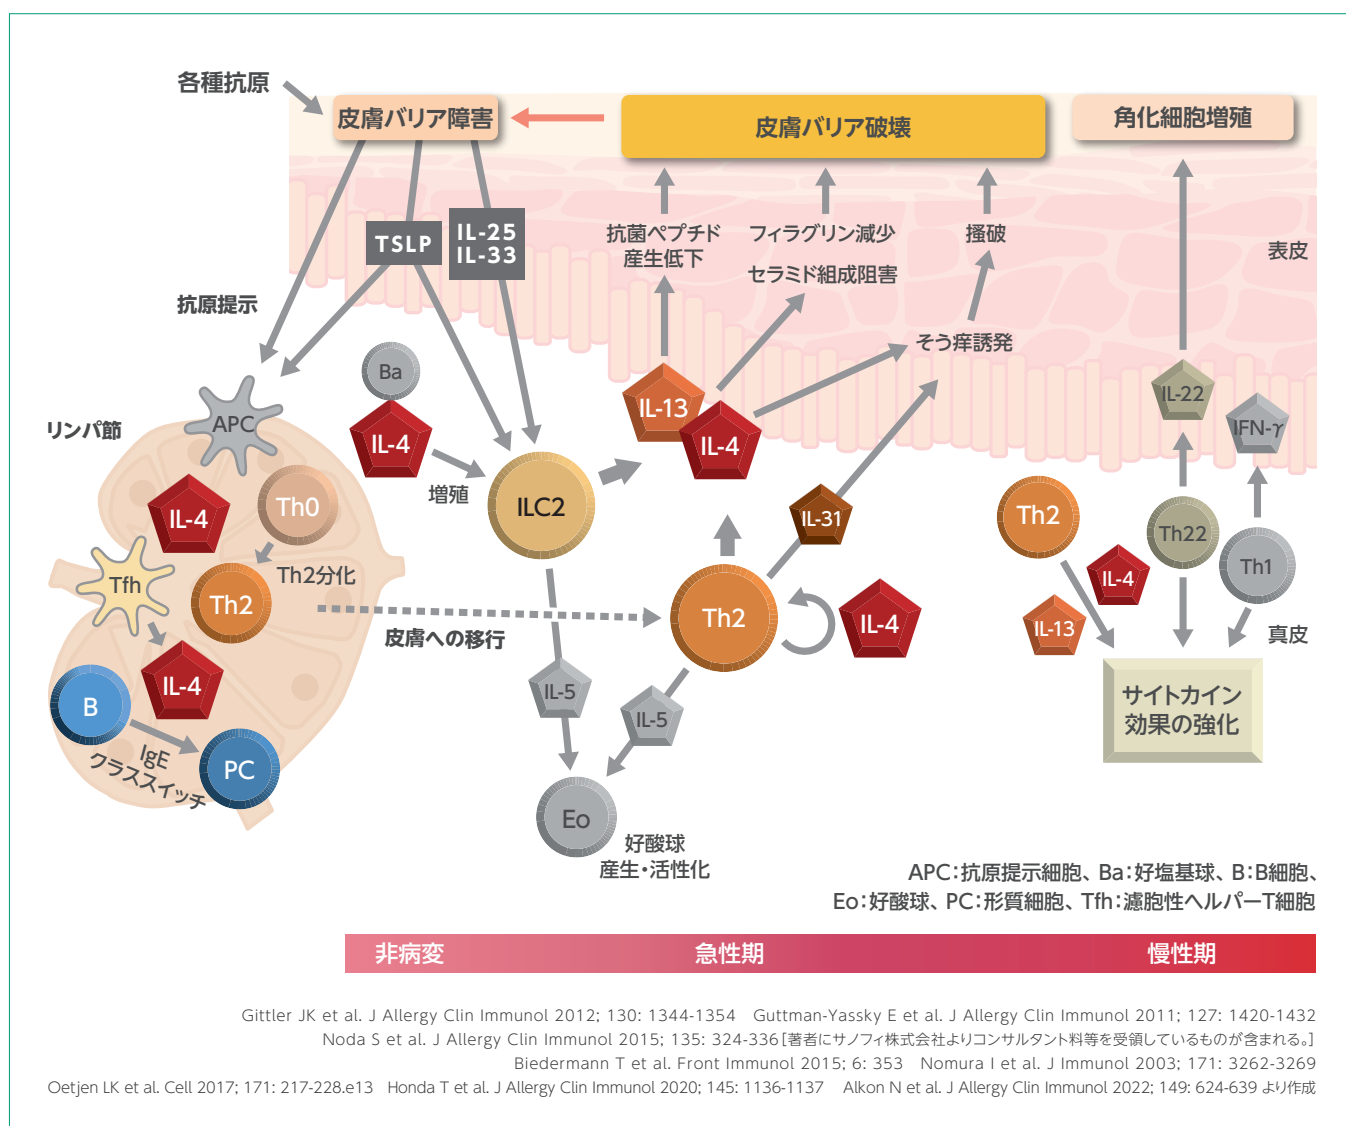 各種抗原
皮膚バリア障害
皮膚バリア破壊
角化細胞増殖
TSLP
IL-25
IL-33
抗菌ペプチド
産生低下
フィラグリン減少
セラミド組成阻害
掻破
表皮
抗原提示
そう痒誘発
Ba
IL-4
増殖
リンパ節
APC
IL-4
Th0
Th2分化
Tfh
Th2
IL-4
B
IgE
クラススイッチ
PC
皮膚への移行
ILC2
IL-13
IL-4
IL-31
Th2
IL-4
IL-5
IL-5
Eo
好酸球
産生・活性化
IL-22
IFN-γ
Th2
Th22
Th1
IL-4
IL-13
真皮
サイトカイン
効果の強化
APC：抗原提示細胞、Ba：好塩基球、B：B細胞、
Eo：好酸球、PC：形質細胞、Tfh：濾胞性ヘルパーT細胞
非病変
急性期
慢性期
Gittler JK et al. J Allergy Clin Immunol 2012; 130: 1344-1354 Guttman-Yassky E et al. J Allergy Clin Immunol 2011; 127: 1420-1432
Noda S et al. J Allergy Clin Immunol 2015; 135: 324-336［著者にサノフィ株式会社よりコンサルタント料等を受領しているものが含まれる。］
Biedermann T et al. Front Immunol 2015; 6: 353 Nomura I et al. J Immunol 2003; 171: 3262-3269
Oetjen LK et al. Cell 2017; 171: 217-228.e13 Honda T et al. J Allergy Clin Immunol 2020; 145: 1136-1137 Alkon N et al. J Allergy Clin Immunol 2022; 149: 624-639 より作成